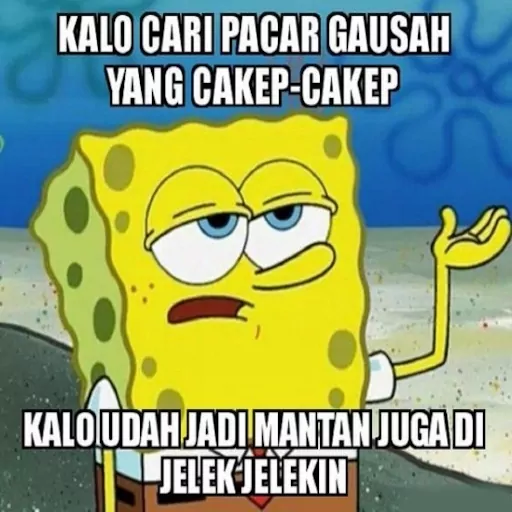 KALO CARI PACAR GAUSAH
YANG CAKEP-CAKEP
KALO UDAH JADI MANTAN JUGA DI
JELEK JELEKIN